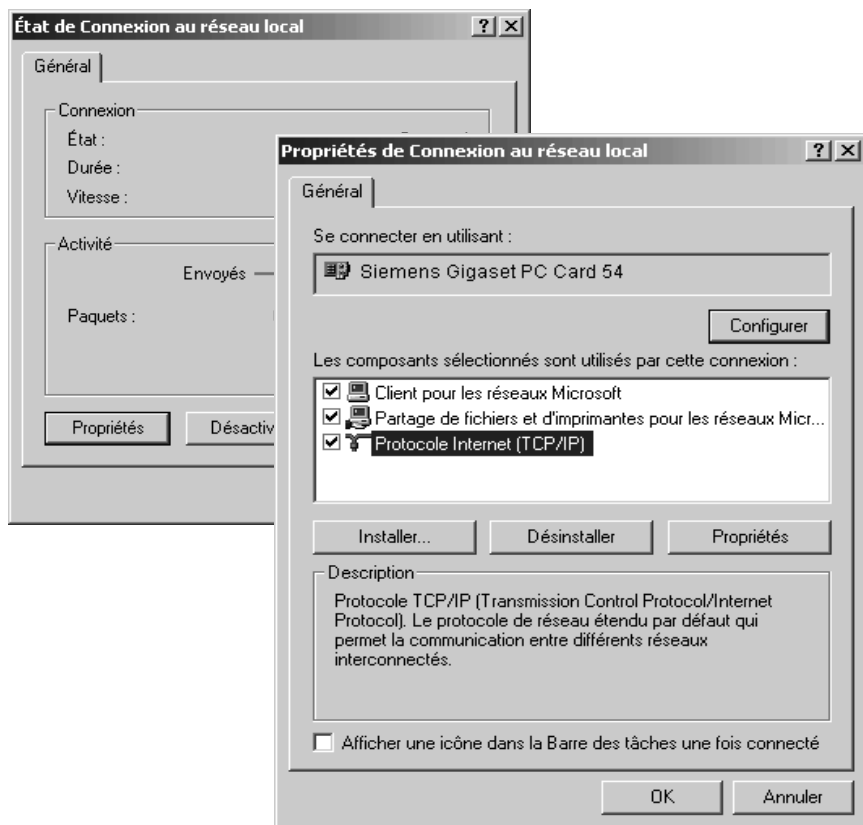 État de Connexion au réseau local
Général
Connexion
État :
Durée :
Vitesse :
Activité
Envoyés
Paquets :
Propriétés
Propriétés de Connexion au réseau local
Général
Se connecter en utilisant :
Siemens Gigaset PC Card 54
Configurer
Les composants sélectionnés sont utilisés par cette connexion :
Client pour les réseaux Microsoft
Partage de fichiers et d'imprimantes pour les réseaux Micr...
Protocole Internet (TCP/IP)
Installer...
Désinstaller
Propriétés
Description
Protocole TCP/IP (Transmission Control Protocol/Internet
Protocol). Le protocole de réseau étendu par défaut qui
permet la communication entre différents réseaux
interconnectés.
Afficher une icône dans la Barre des tâches une fois connecté
OK
Annuler